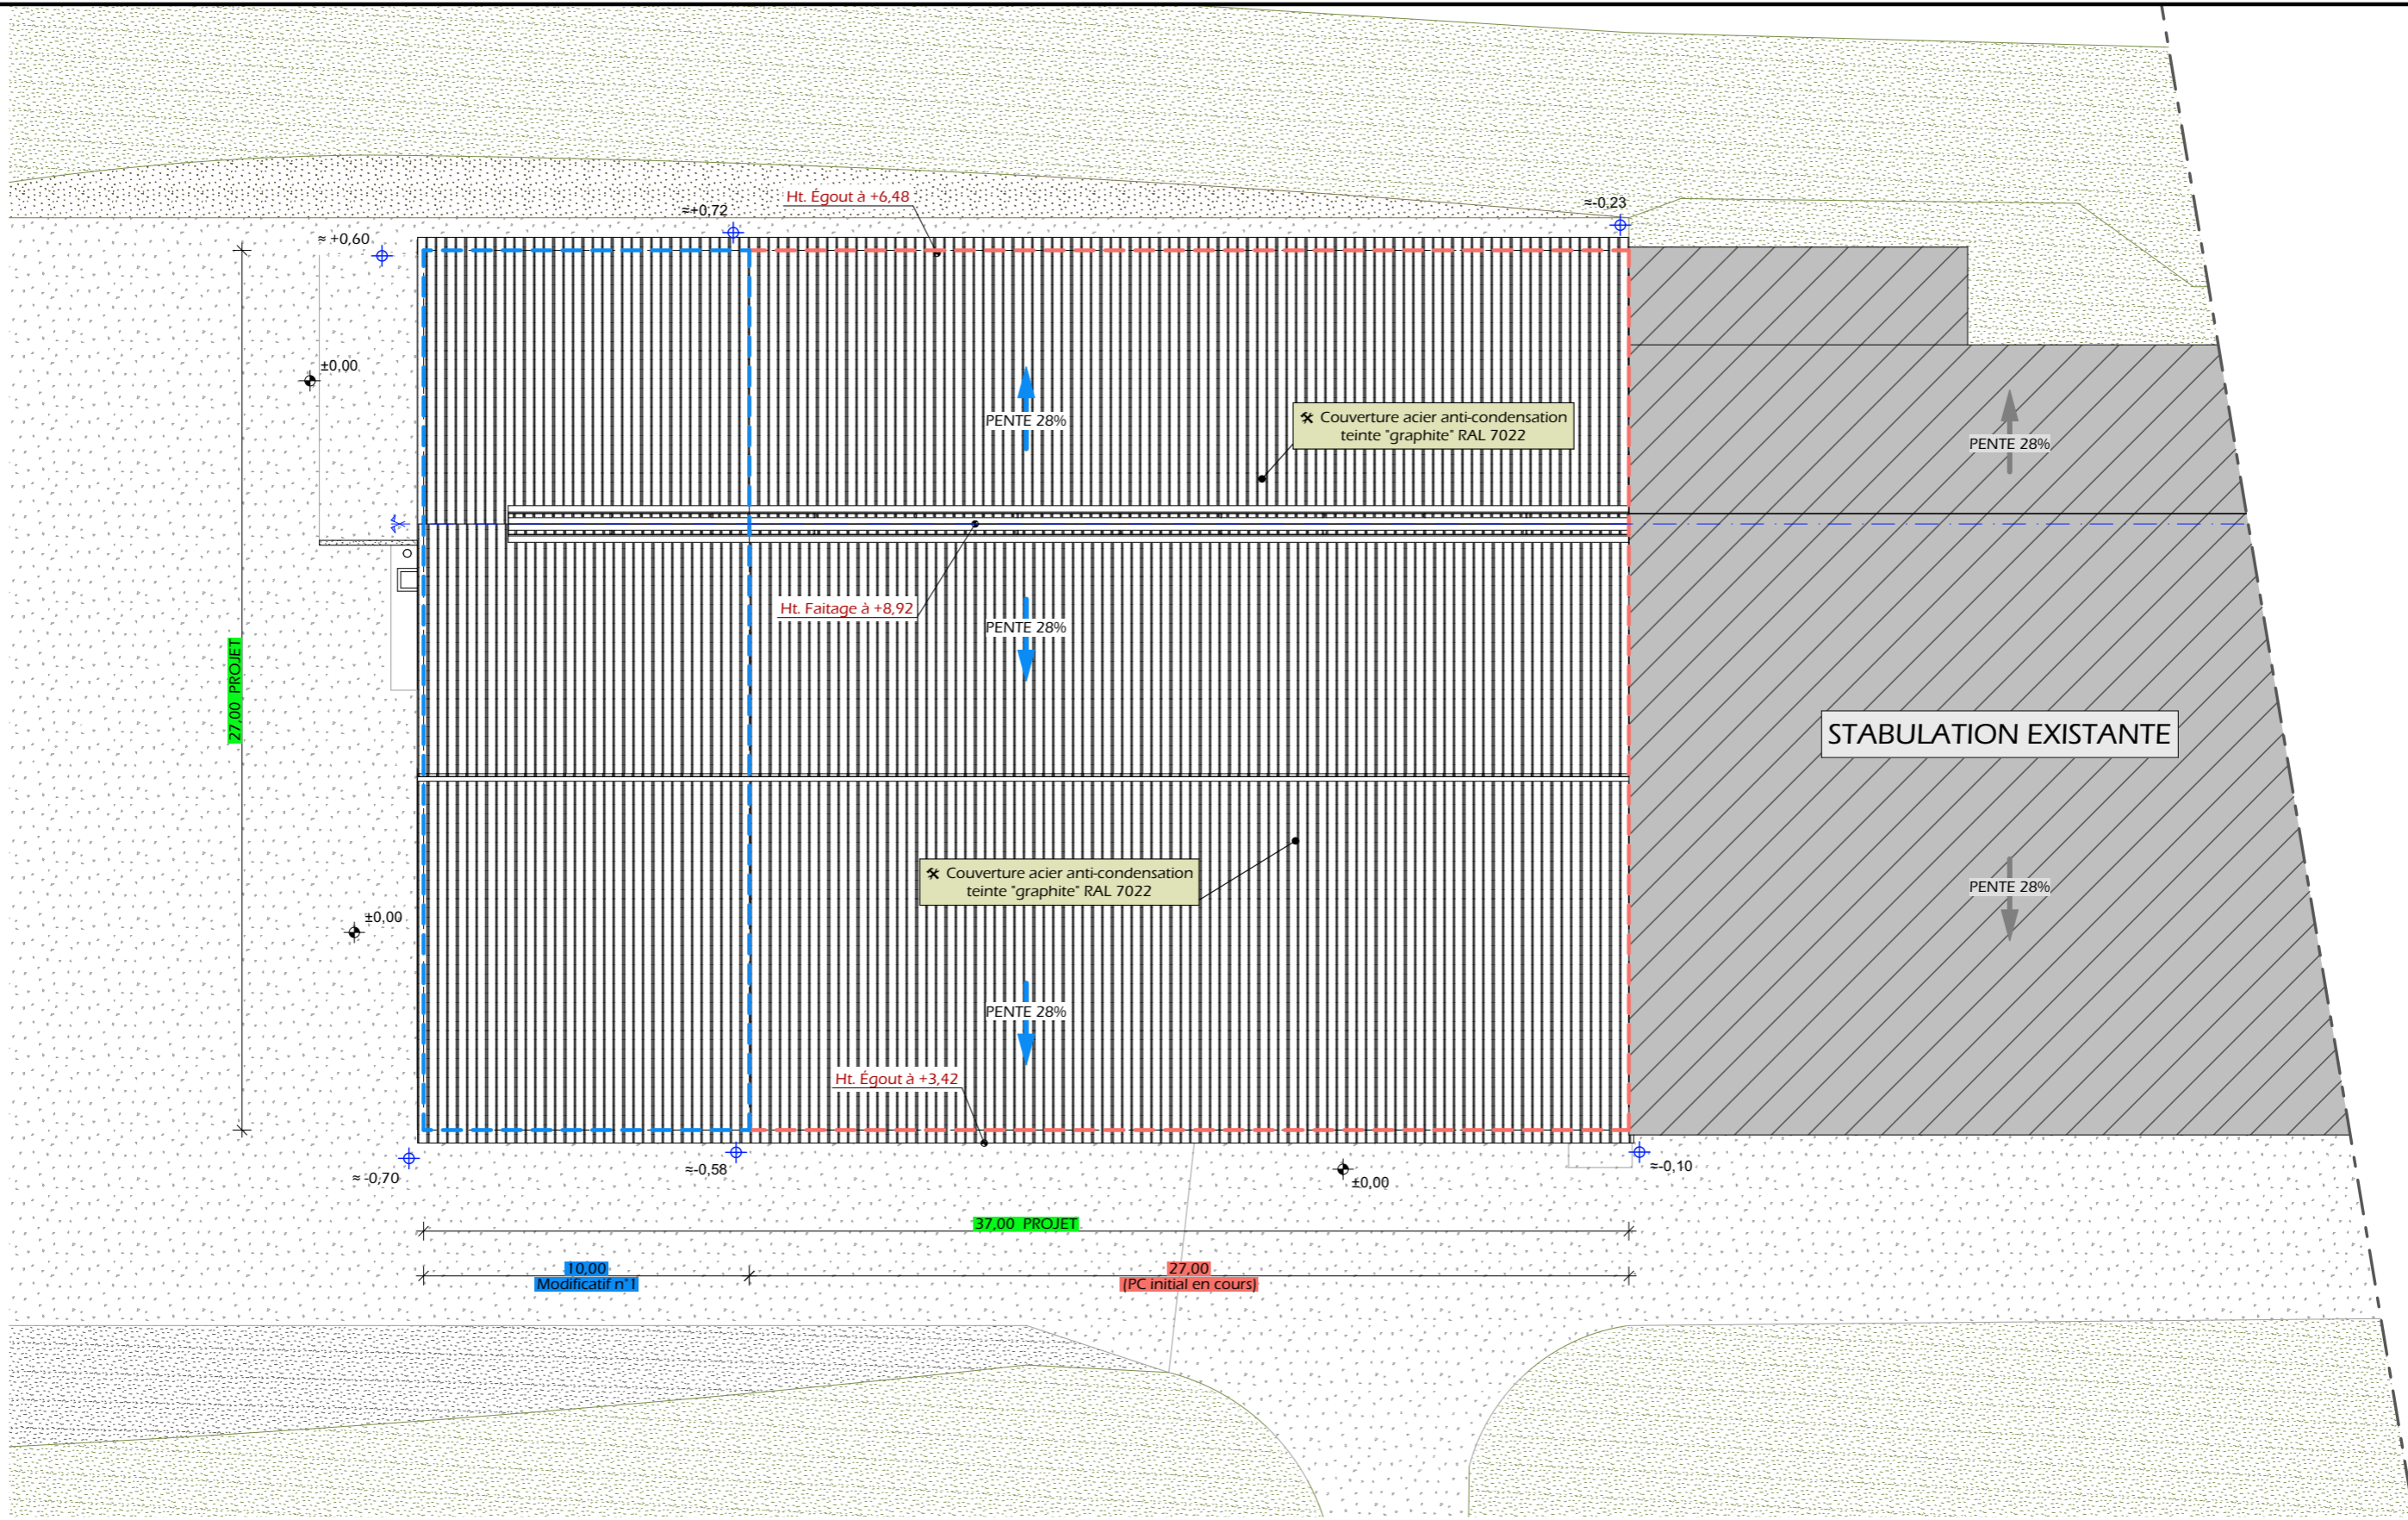 Ht. Égout à +6,48
≈+0,72
≈-0,23
≈ +0,60
±0,00
PENTE 28%
🛠 Couverture acier anti-condensation
teinte "graphite" RAL 7022
PENTE 28%
Ht. Faitage à +8,92
PENTE 28%
27,00 PROJET
STABULATION EXISTANTE
🛠 Couverture acier anti-condensation
teinte "graphite" RAL 7022
PENTE 28%
±0,00
PENTE 28%
Ht. Égout à +3,42
≈ -0,70
≈-0,58
≈-0,10
±0,00
37,00 PROJET
10,00
Modificatif n°1
27,00
(PC initial en cours)